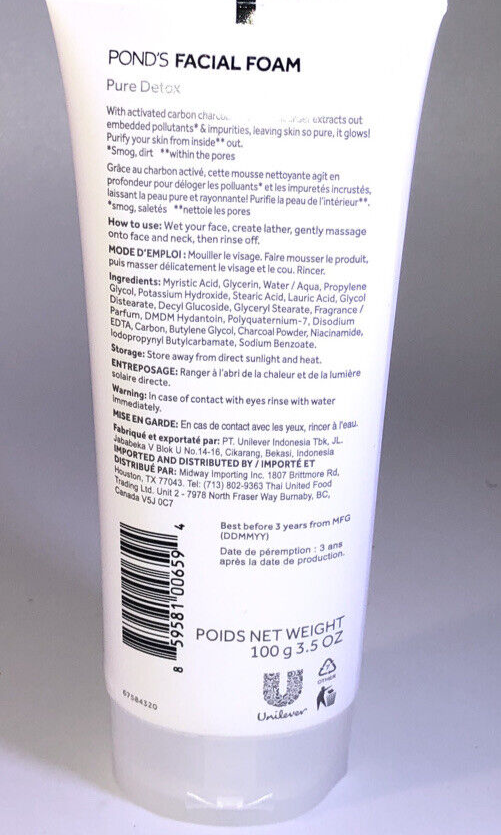 POND'S FACIAL FOAM
Pure Detox
With activated carbon extracts out
embedded pollutants* & impurities, leaving skin so pure, it glows!
Purify your skin from inside** out.
*Smog, dirt **within the pores
Grâce au charbon activé, cette mousse nettoyante agit en
profondeur pour déloger les polluants* et les impuretés incrustés,
laissant la peau pure et rayonnante! Purifie la peau de l'intérieur**.
*smog, saletés **nettoie les pores
How to use: Wet your face, create lather, gently massage
onto face and neck, then rinse off.
MODE D'EMPLOI : Mouiller le visage. Faire mousser le produit,
puis masser délicatement le visage et le cou. Rincer.
Ingredients: Myristic Acid, Glycerin, Water / Aqua, Propylene
Glycol, Potassium Hydroxide, Stearic Acid, Lauric Acid, Glycol
Distearate, Decyl Glucoside, Glyceryl Stearate, Fragrance /
Parfum, DMDM Hydantoin, Polyquaternium-7, Disodium
EDTA, Carbon, Butylene Glycol, Charcoal Powder, Niacinamide,
Iodopropynyl Butylcarbamate, Sodium Benzoate.
Storage: Store away from direct sunlight and heat.
ENTREPOSAGE: Ranger à l'abri de la chaleur et de la lumière
solaire directe.
Warning: In case of contact with eyes rinse with water
immediately.
MISE EN GARDE: En cas de contact avec les yeux, rincer à l'eau.
Fabriqué et exportaté par: PT. Unilever Indonesia Tbk, JL.
Jababeka V Blok U No.14-16, Cikarang, Bekasi, Indonesia
IMPORTED AND DISTRIBUTED BY / IMPORTÉ ET
DISTRIBUÉ PAR: Midway Importing Inc. 1807 Brittmore Rd,
Houston, TX 77043. Tel: (713) 802-9363 Thai United Food
Trading Ltd. Unit 2 - 7978 North Fraser Way Burnaby, BC,
Canada V5J 0C7
Best before 3 years from MFG
(DDMMYY)
Date de péremption : 3 ans
après la date de production.
8 59581 00659 4
POIDS NET WEIGHT
100 g 3.5 OZ
OTHER
Unilever
67584320